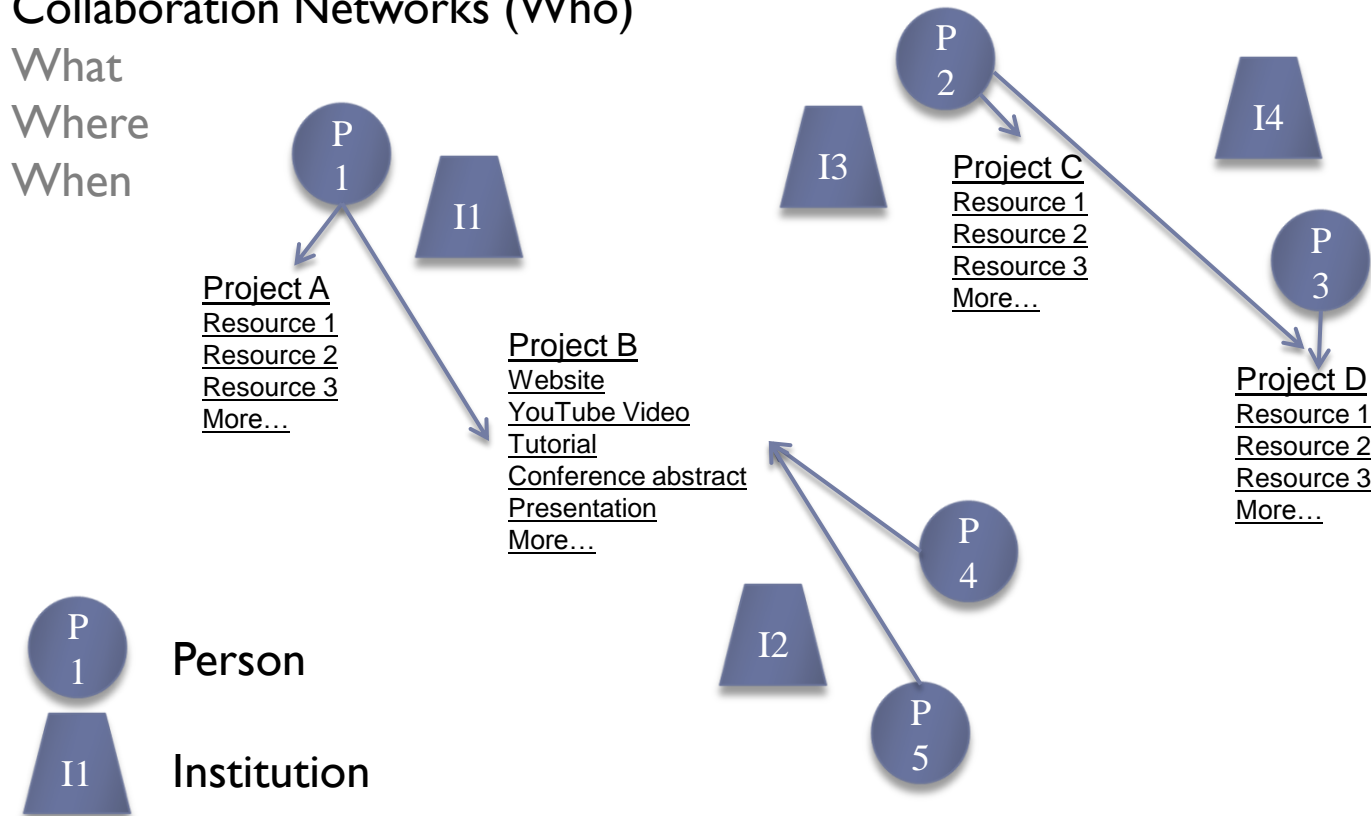 Collaboration Networks (Who)
What
Where
When
P
1
I1
Project A
Resource 1
Resource 2
Resource 3
More…
Project B
Website
YouTube Video
Tutorial
Conference abstract
Presentation
More…
P
2
I3
Project C
Resource 1
Resource 2
Resource 3
More…
I4
P
3
Project D
Resource 1
Resource 2
Resource 3
More…
P
4
I2
P
5
P
1
Person
I1
Institution